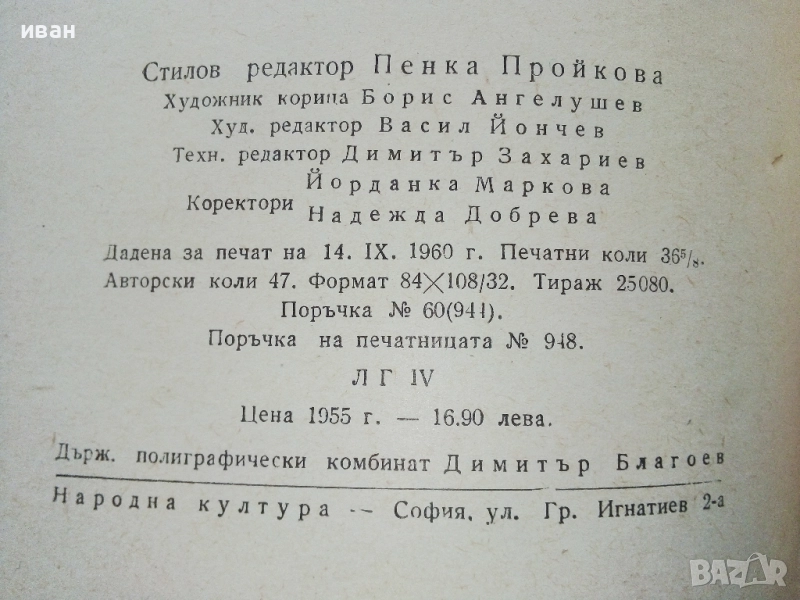 иван
Стилов редактор Пенка Пройкова
Художник корица Борис Ангелушев
Худ. редактор Васил Йончев
Техн. редактор Димитър Захариев
Коректори Йорданка Маркова
Надежда Добрева
Дадена за печат на 14. IX. 1960 г. Печатни коли 36⁵/₈.
Авторски коли 47. Формат 84×108/32. Тираж 25080.
Поръчка № 60(944).
Поръчка на печатницата № 948.
ЛГ IV
Цена 1955 г. — 16.90 лева.
Държ. полиграфически комбинат Димитър Благоев
Народна култура — София, ул. Гр. Игнатиев 2-а
BAZAR